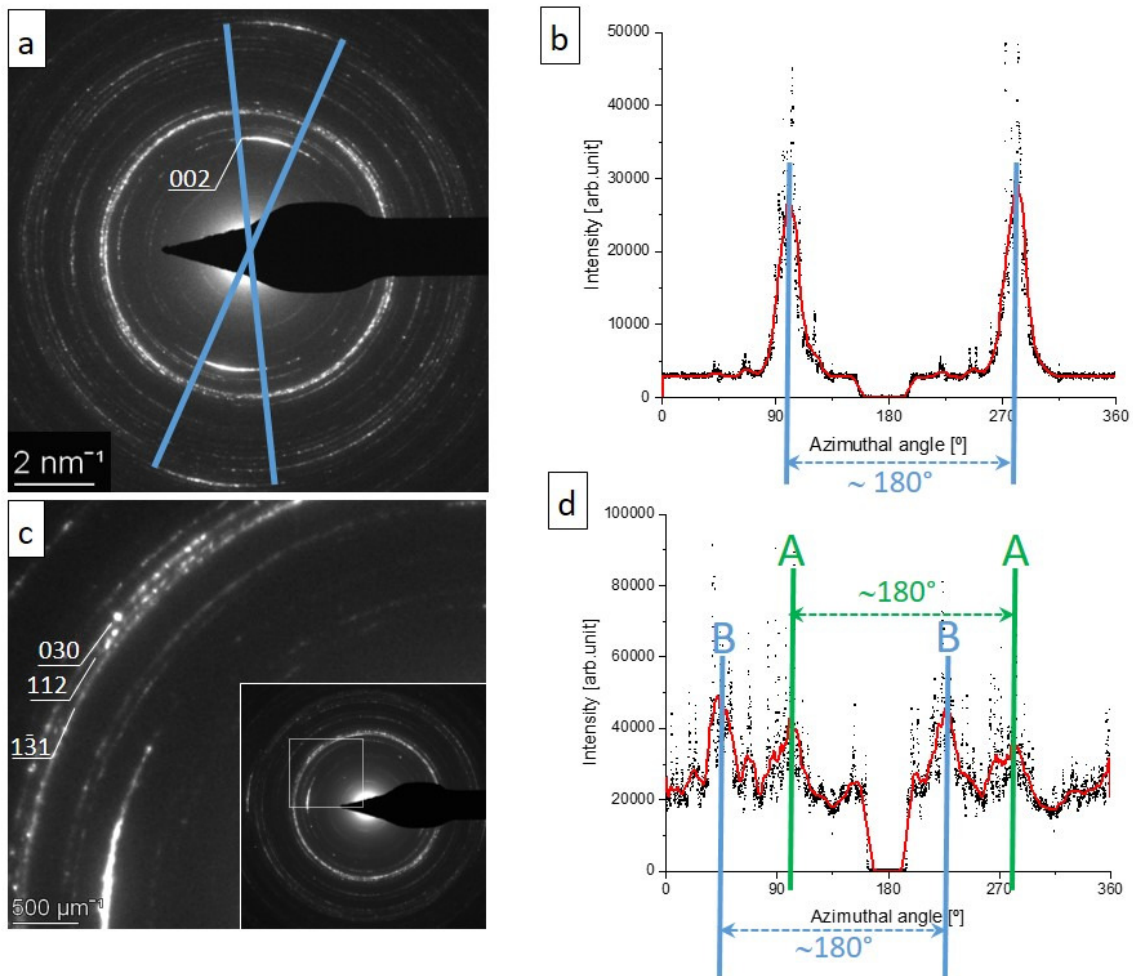 a
002
2 nm⁻¹
b
50000
40000
30000
20000
10000
0
Intensity [arb.unit]
0 90 180 270 360
Azimuthal angle [º]
~ 180°
c
030
112
13̄1
500 µm⁻¹
d
100000
80000
60000
40000
20000
0
Intensity [arb.unit]
A A
~180°
B B
0 90 180 270 360
Azimuthal angle [º]
~180°